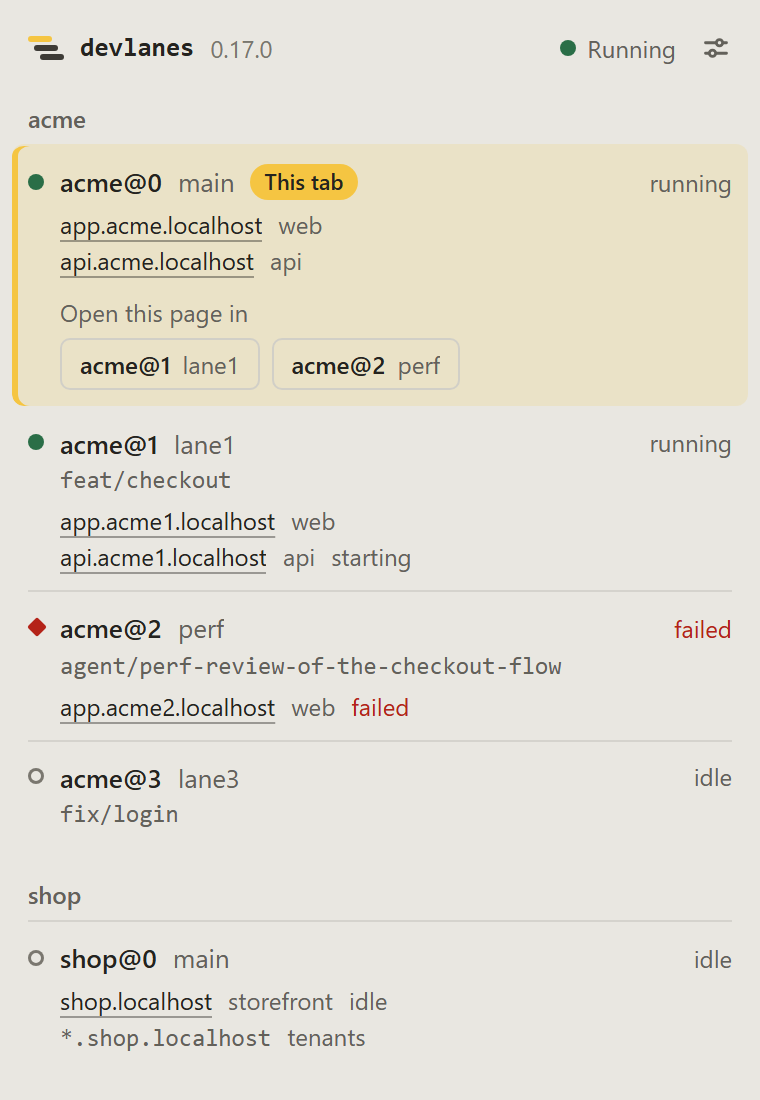 devlanes 0.17.0 Running
acme
acme@0 main This tab running
app.acme.localhost web
api.acme.localhost api
Open this page in
acme@1 lane1 acme@2 perf
acme@1 lane1 running
feat/checkout
app.acme1.localhost web
api.acme1.localhost api starting
acme@2 perf failed
agent/perf-review-of-the-checkout-flow
app.acme2.localhost web failed
acme@3 lane3 idle
fix/login
shop
shop@0 main idle
shop.localhost storefront idle
*.shop.localhost tenants